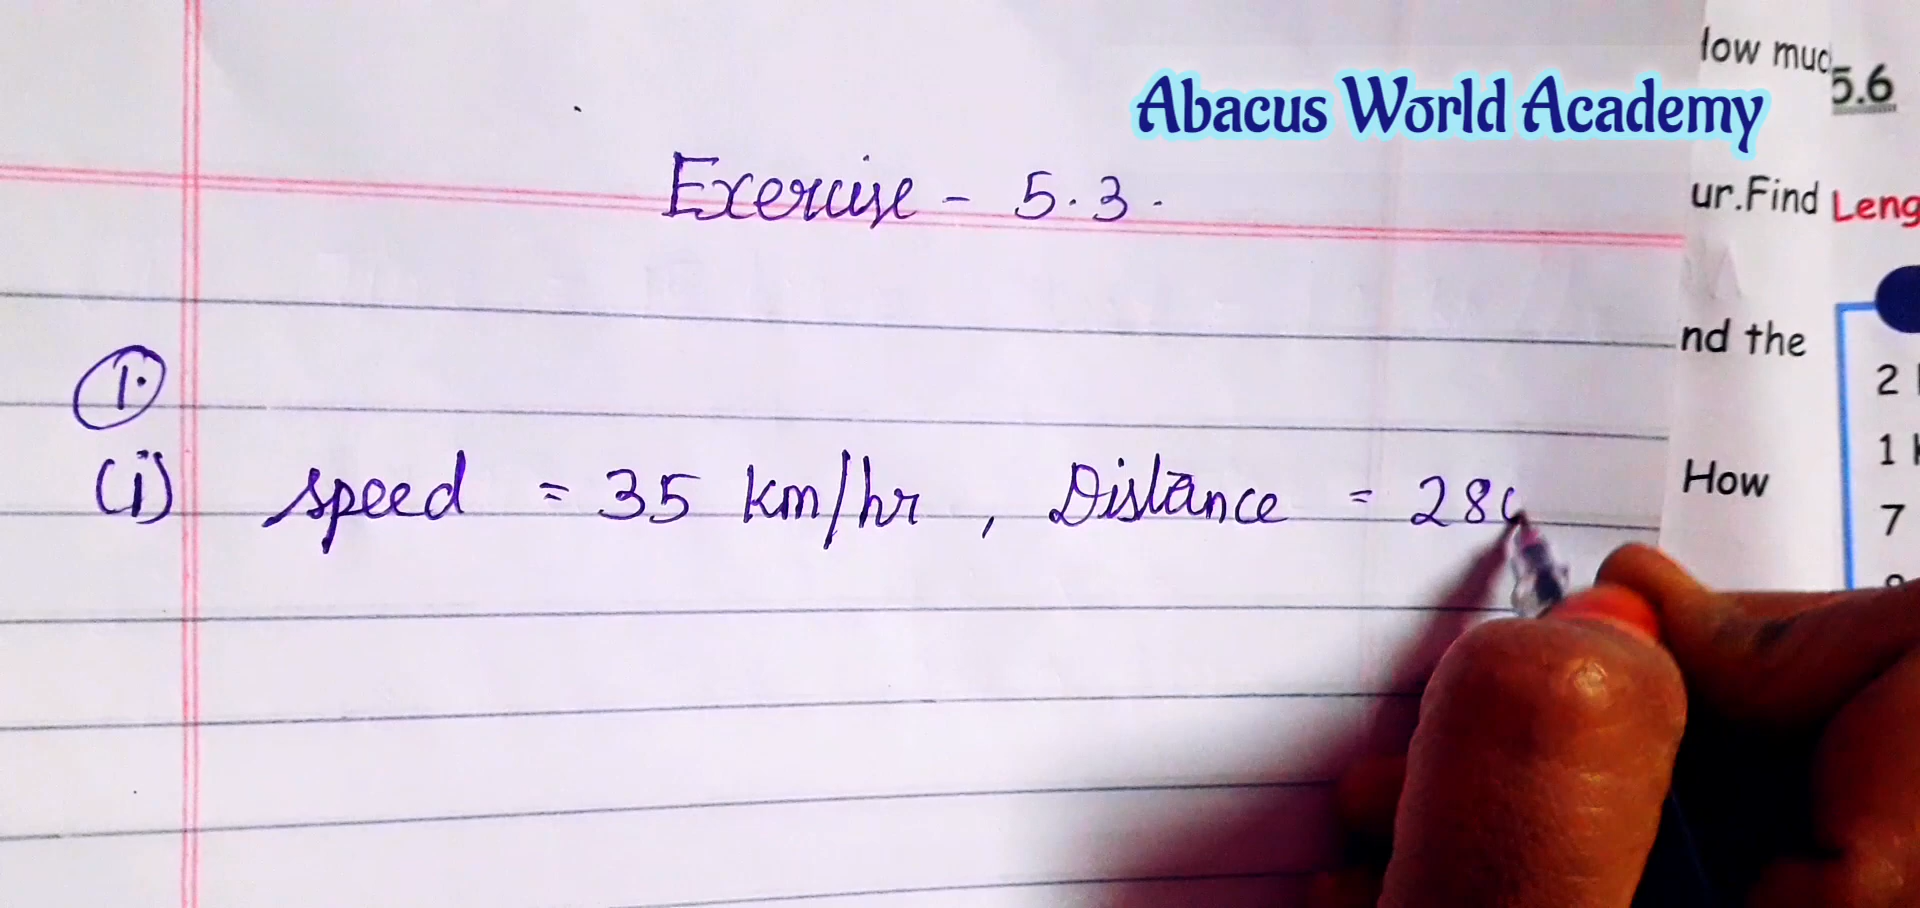 low muc
5.6
Abacus World Academy
Exercise - 5.3.
ur.Find Leng
nd the
1.
2
(i) speed = 35 km/hr, Distance = 28
1
How
7